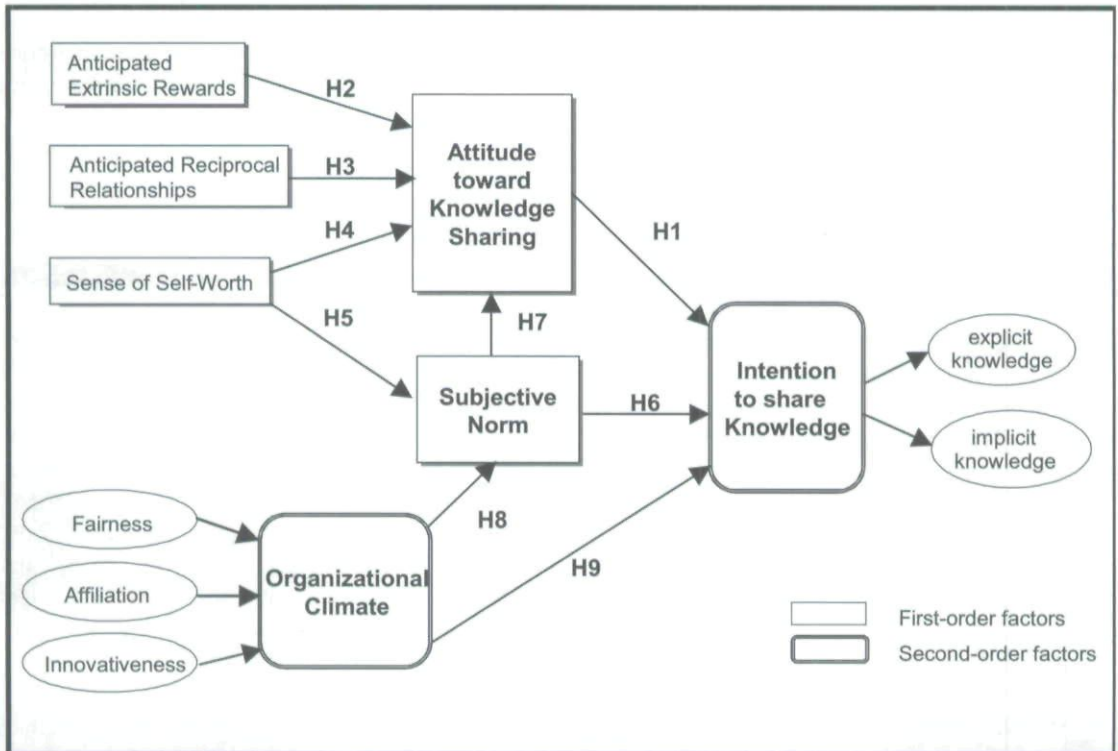 Anticipated
Extrinsic Rewards
H2
Anticipated Reciprocal
Relationships
H3
Attitude
toward
Knowledge
Sharing
H4
Sense of Self-Worth
H5
H1
H7
Subjective
Norm
H6
Intention
to share
Knowledge
explicit
knowledge
implicit
knowledge
Fairness
Affiliation
Innovativeness
Organizational
Climate
H8
H9
First-order factors
Second-order factors